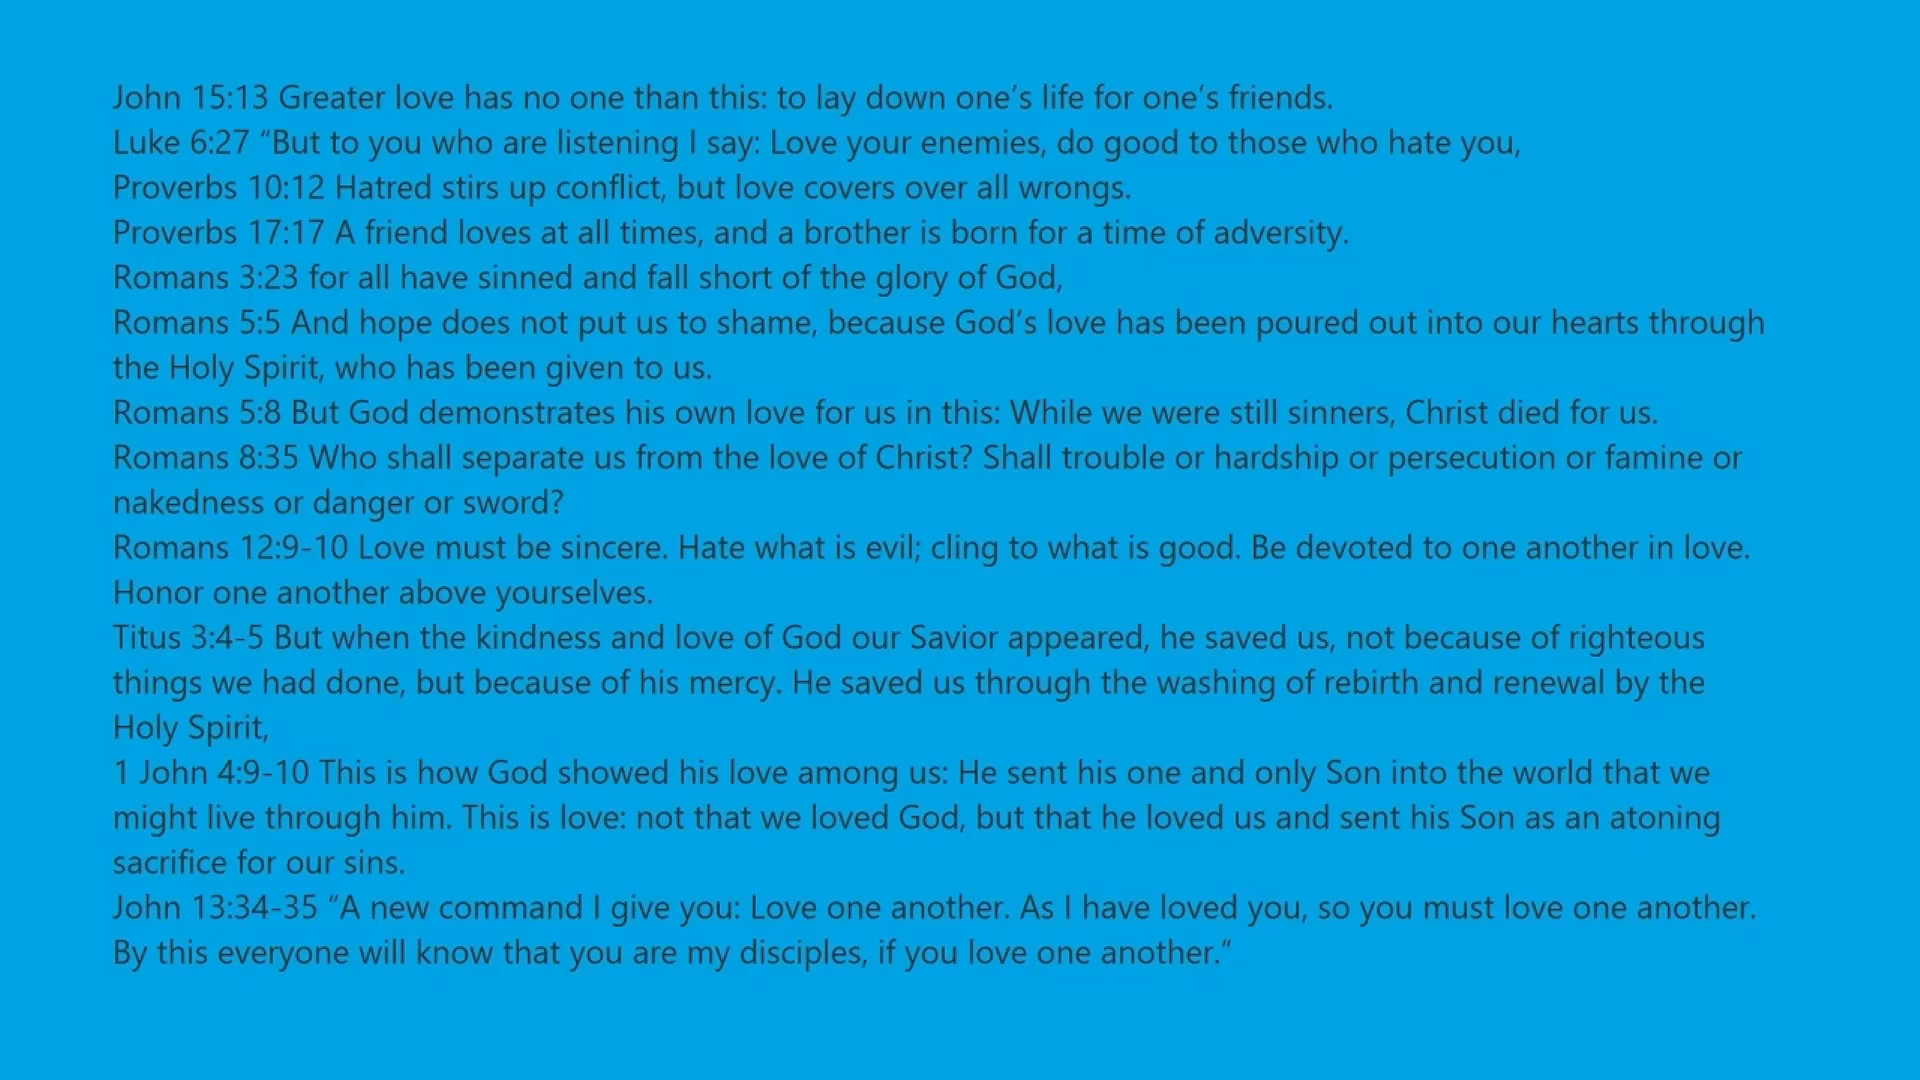 John 15:13 Greater love has no one than this: to lay down one’s life for one’s friends.
Luke 6:27 “But to you who are listening I say: Love your enemies, do good to those who hate you,
Proverbs 10:12 Hatred stirs up conflict, but love covers over all wrongs.
Proverbs 17:17 A friend loves at all times, and a brother is born for a time of adversity.
Romans 3:23 for all have sinned and fall short of the glory of God,
Romans 5:5 And hope does not put us to shame, because God’s love has been poured out into our hearts through
the Holy Spirit, who has been given to us.
Romans 5:8 But God demonstrates his own love for us in this: While we were still sinners, Christ died for us.
Romans 8:35 Who shall separate us from the love of Christ? Shall trouble or hardship or persecution or famine or
nakedness or danger or sword?
Romans 12:9-10 Love must be sincere. Hate what is evil; cling to what is good. Be devoted to one another in love.
Honor one another above yourselves.
Titus 3:4-5 But when the kindness and love of God our Savior appeared, he saved us, not because of righteous
things we had done, but because of his mercy. He saved us through the washing of rebirth and renewal by the
Holy Spirit,
1 John 4:9-10 This is how God showed his love among us: He sent his one and only Son into the world that we
might live through him. This is love: not that we loved God, but that he loved us and sent his Son as an atoning
sacrifice for our sins.
John 13:34-35 “A new command I give you: Love one another. As I have loved you, so you must love one another.
By this everyone will know that you are my disciples, if you love one another.”